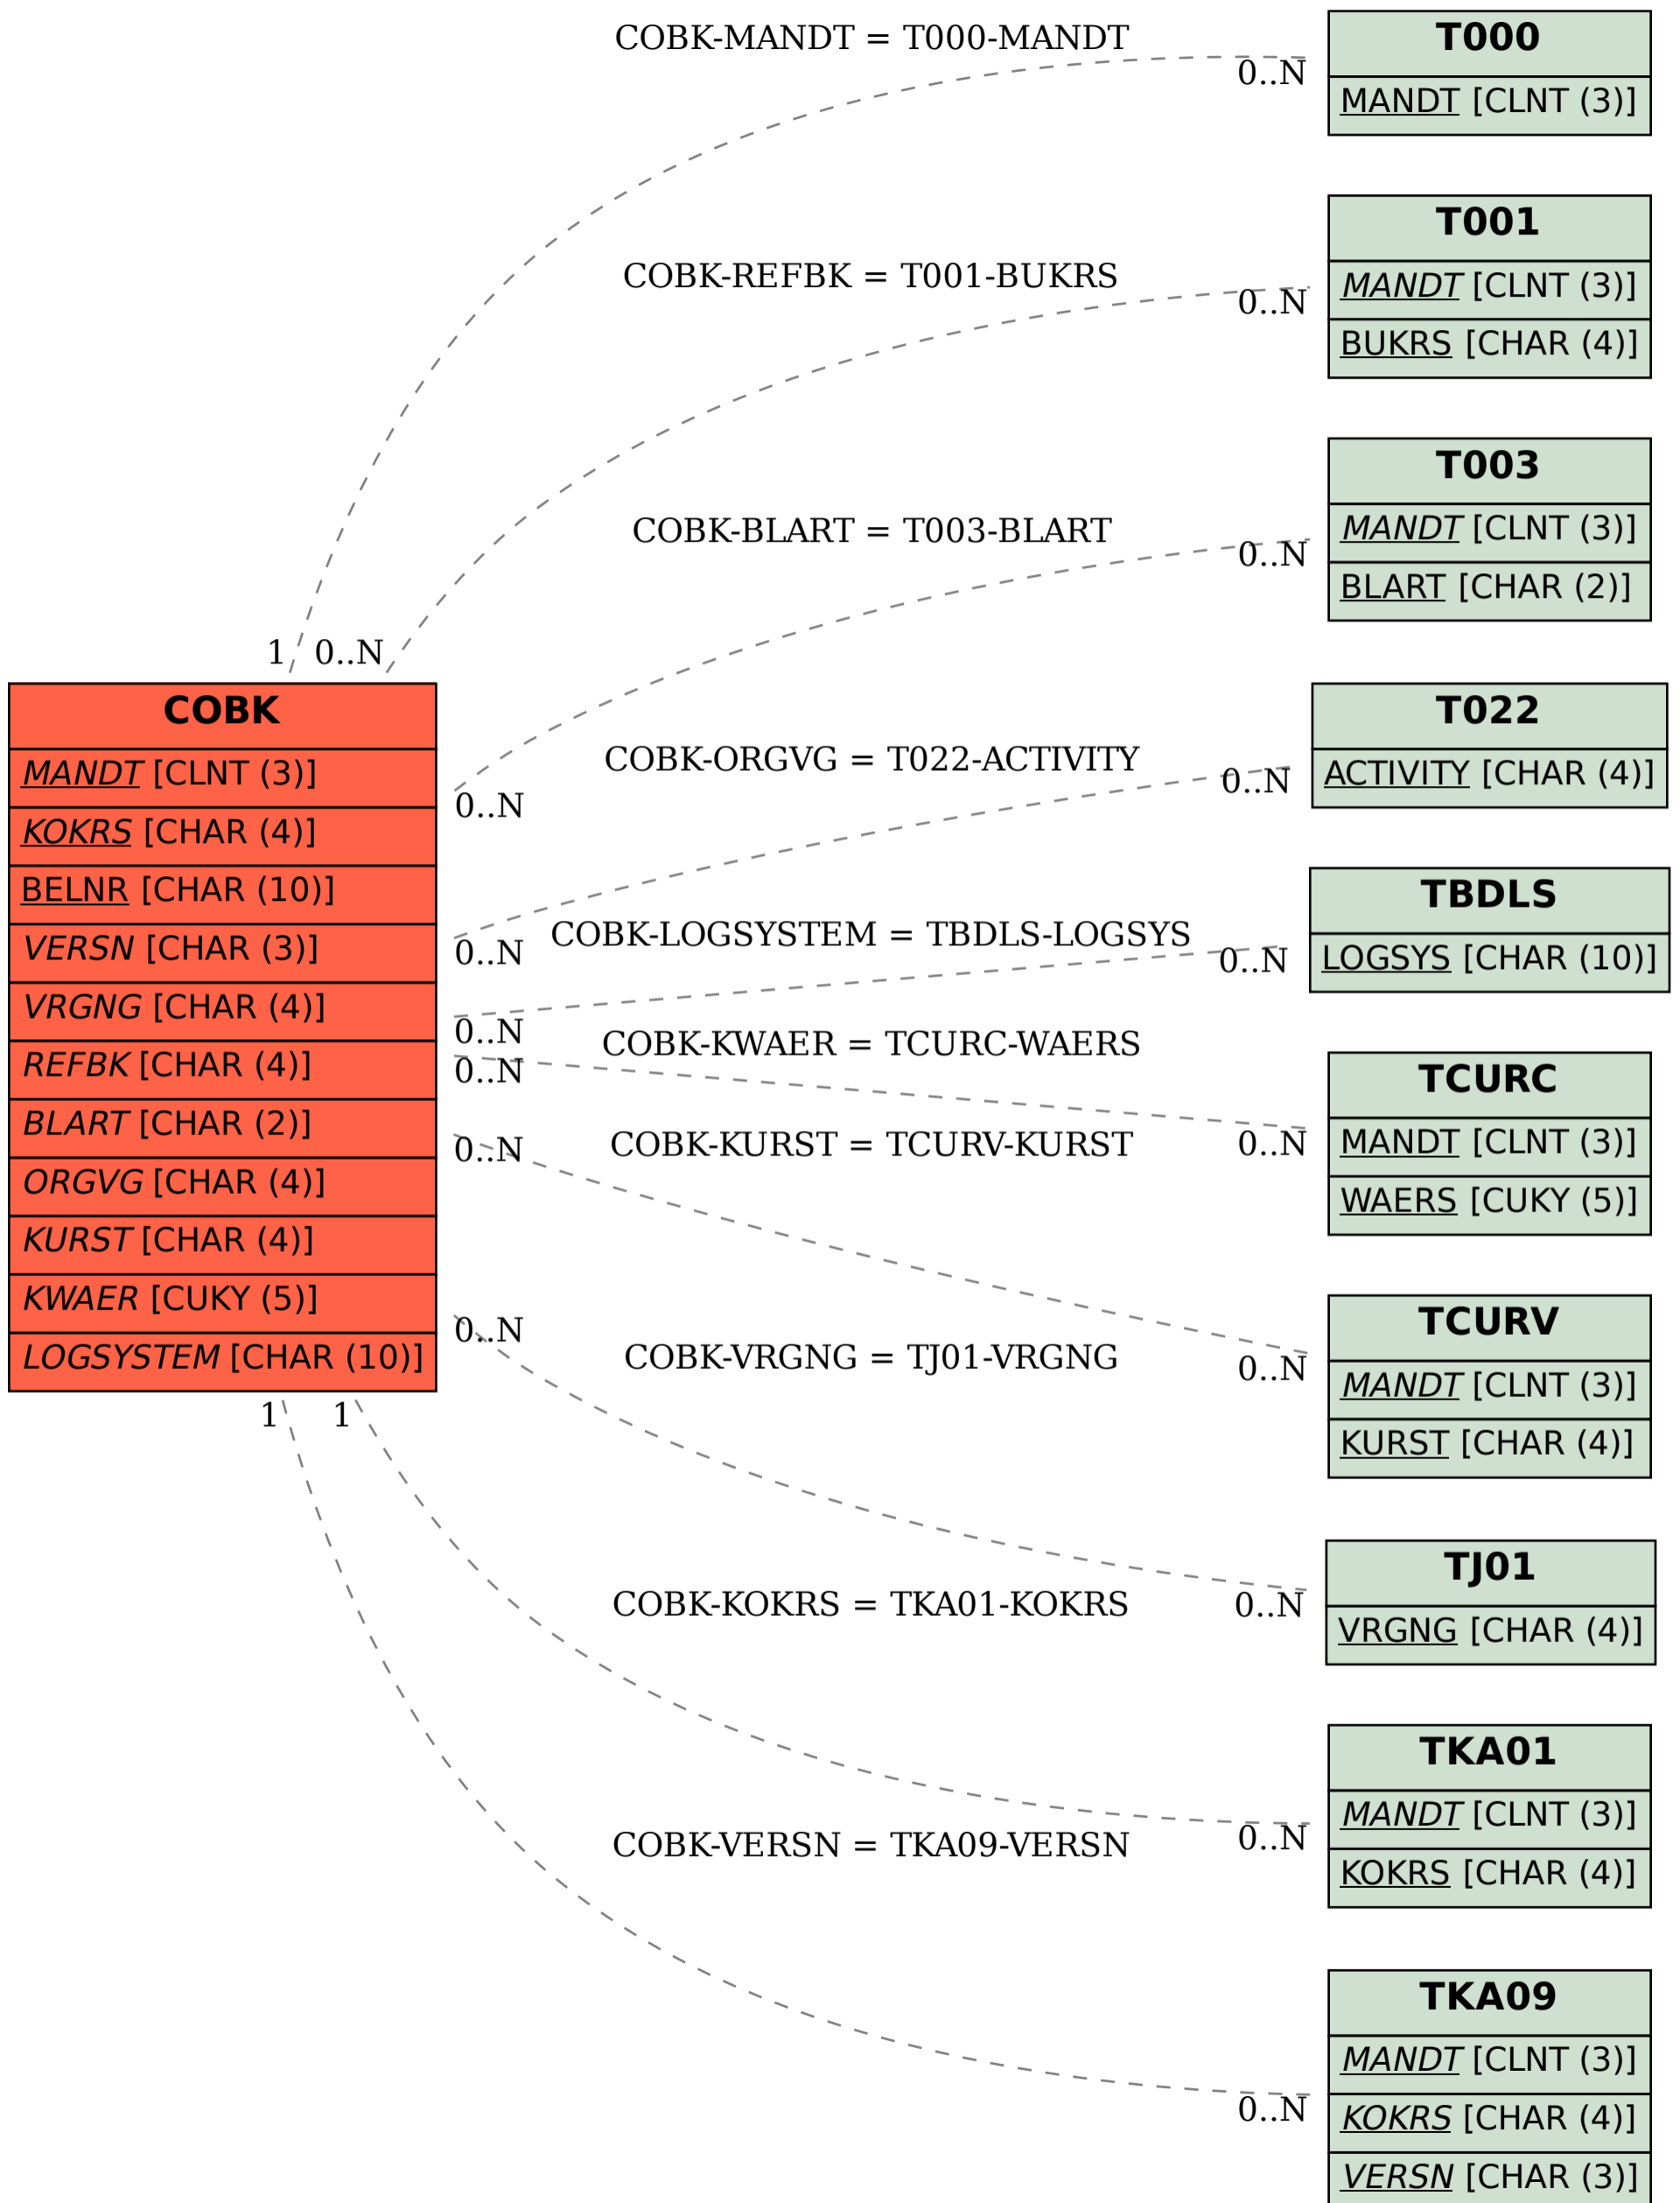 COBK-MANDT = T000-MANDT
0..N
T000
MANDT [CLNT (3)]
COBK-REFBK = T001-BUKRS
0..N
T001
MANDT [CLNT (3)]
BUKRS [CHAR (4)]
COBK-BLART = T003-BLART
0..N
T003
MANDT [CLNT (3)]
BLART [CHAR (2)]
1
0..N
COBK
MANDT [CLNT (3)]
KOKRS [CHAR (4)]
BELNR [CHAR (10)]
VERSN [CHAR (3)]
VRGNG [CHAR (4)]
REFBK [CHAR (4)]
BLART [CHAR (2)]
ORGVG [CHAR (4)]
KURST [CHAR (4)]
KWAER [CUKY (5)]
LOGSYSTEM [CHAR (10)]
1
1
0..N
COBK-ORGVG = T022-ACTIVITY
0..N
T022
ACTIVITY [CHAR (4)]
0..N
COBK-LOGSYSTEM = TBDLS-LOGSYS
0..N
TBDLS
LOGSYS [CHAR (10)]
0..N
0..N
COBK-KWAER = TCURC-WAERS
0..N
TCURC
MANDT [CLNT (3)]
WAERS [CUKY (5)]
0..N
COBK-KURST = TCURV-KURST
0..N
TCURV
MANDT [CLNT (3)]
KURST [CHAR (4)]
0..N
COBK-VRGNG = TJ01-VRGNG
0..N
TJ01
VRGNG [CHAR (4)]
COBK-KOKRS = TKA01-KOKRS
0..N
TKA01
MANDT [CLNT (3)]
KOKRS [CHAR (4)]
COBK-VERSN = TKA09-VERSN
0..N
TKA09
MANDT [CLNT (3)]
KOKRS [CHAR (4)]
VERSN [CHAR (3)]